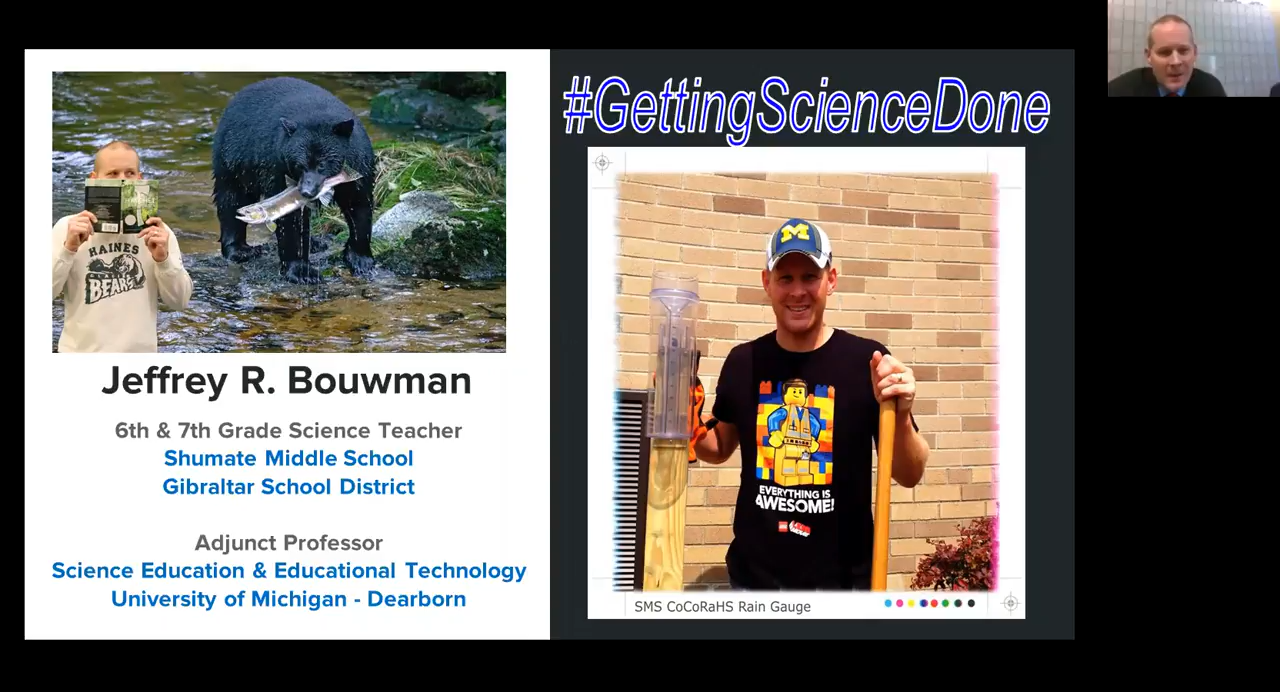 HAINES
BEARS
Jeffrey R. Bouwman
6th & 7th Grade Science Teacher
Shumate Middle School
Gibraltar School District
Adjunct Professor
Science Education & Educational Technology
University of Michigan - Dearborn
#GettingScienceDone
M
EVERYTHING IS
AWESOME!
SMS CoCoRaHS Rain Gauge